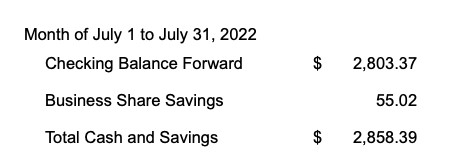 Month of July 1 to July 31, 2022
Checking Balance Forward $ 2,803.37
Business Share Savings 55.02
Total Cash and Savings $ 2,858.39